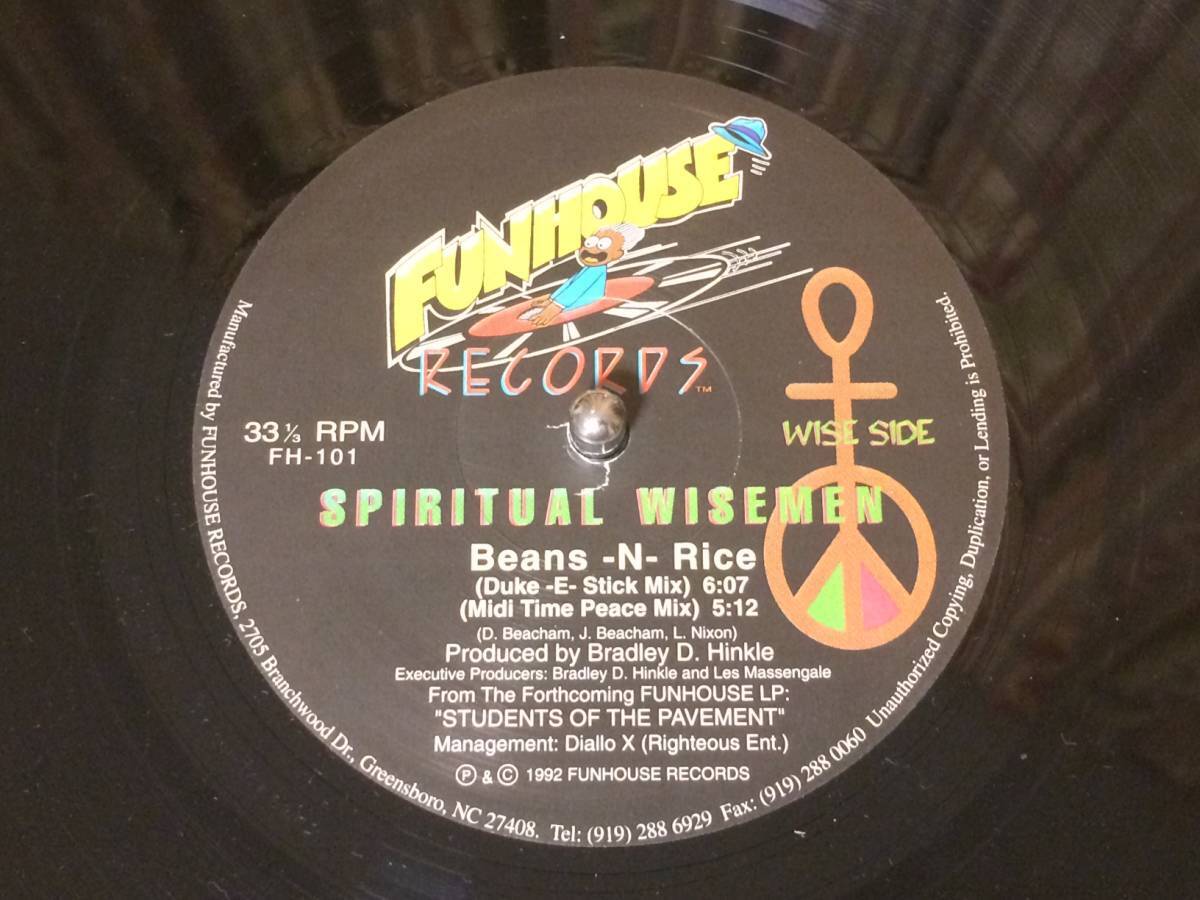 FUNHOUSE
RECORDS™
WISE SIDE
33 ⅓ RPM
FH-101
SPIRITUAL WISEMEN
Beans -N- Rice
(Duke -E- Stick Mix) 6:07
(Midi Time Peace Mix) 5:12
(D. Beacham, J. Beacham, L. Nixon)
Produced by Bradley D. Hinkle
Executive Producers: Bradley D. Hinkle and Les Massengale
From The Forthcoming FUNHOUSE LP:
"STUDENTS OF THE PAVEMENT"
Management: Diallo X (Righteous Ent.)
Ⓟ & © 1992 FUNHOUSE RECORDS
Manufactured by FUNHOUSE RECORDS, 2705 Branchwood Dr., Greensboro, NC 27408. Tel: (919) 288 6929 Fax: (919) 288 0060 Unauthorized Copying, Duplication, or Lending is Prohibited.